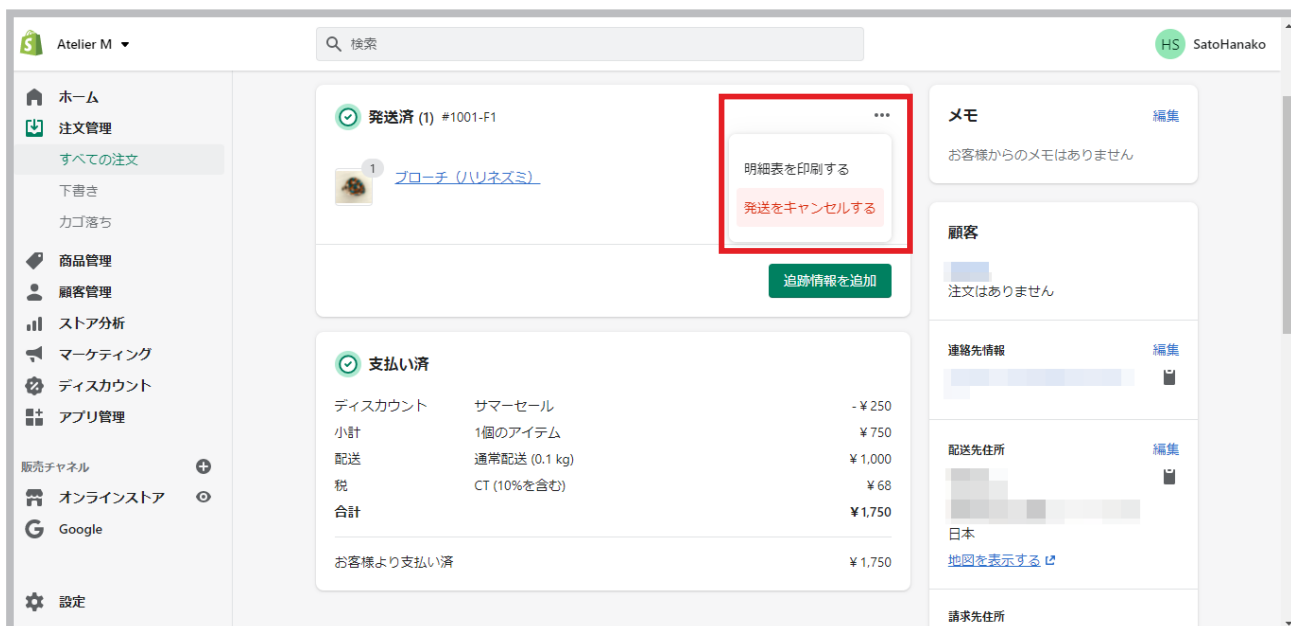 Atelier M
検索
HS SatoHanako
ホーム
注文管理
すべての注文
下書き
カゴ落ち
商品管理
顧客管理
ストア分析
マーケティング
ディスカウント
アプリ管理
販売チャネル
オンラインストア
Google
設定
発送済 (1) #1001-F1
1
ブローチ（ハリネズミ）
明細表を印刷する
発送をキャンセルする
追跡情報を追加
支払い済
ディスカウント サマーセール - ¥ 250
小計 1個のアイテム ¥ 750
配送 通常配送 (0.1 kg) ¥ 1,000
税 CT (10%を含む) ¥ 68
合計 ¥1,750
お客様より支払い済 ¥ 1,750
メモ 編集
お客様からのメモはありません
顧客
注文はありません
連絡先情報 編集
配送先住所 編集
日本
地図を表示する
請求先住所